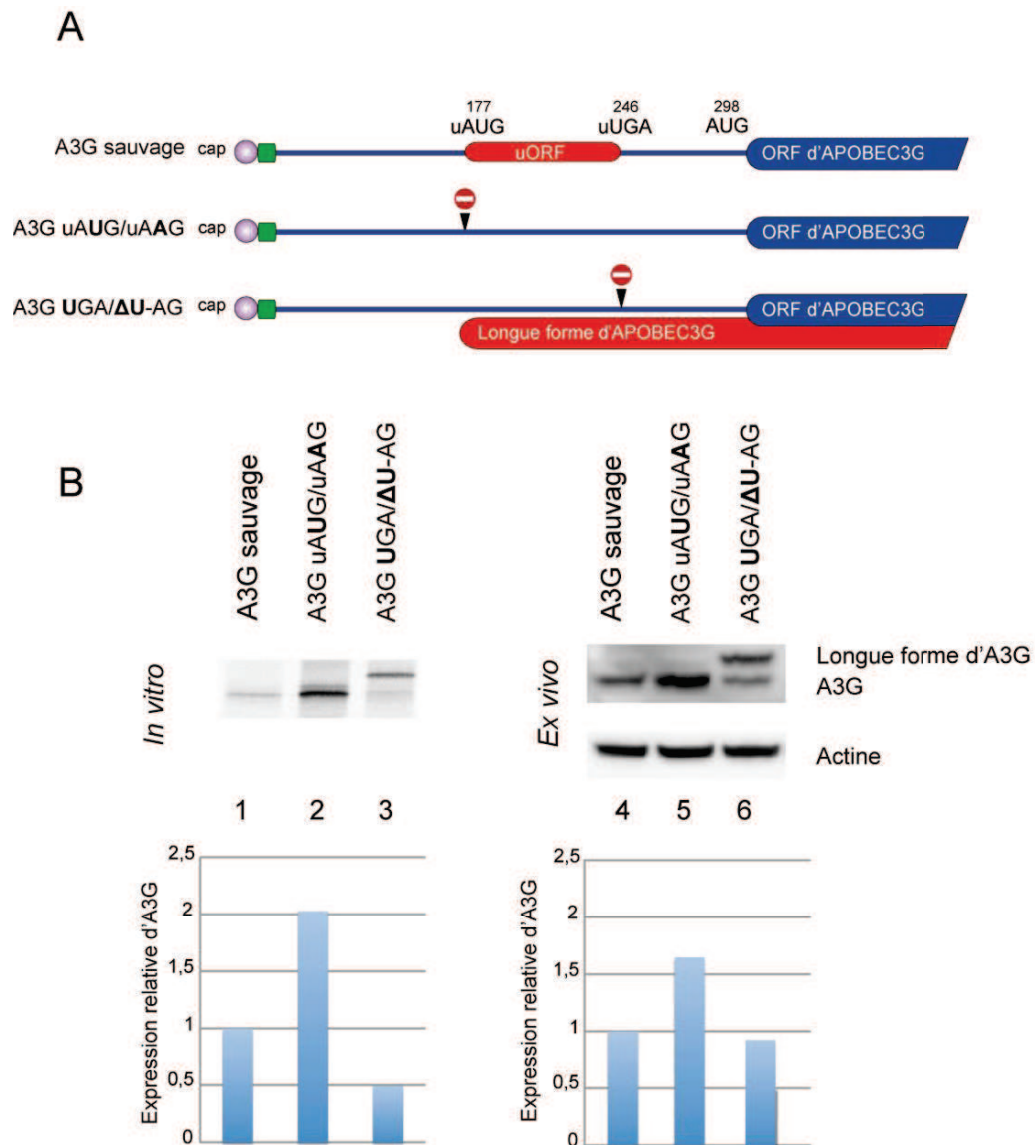 A
177 246 298
uAUG uUGA AUG
A3G sauvage cap uORF ORF d'APOBEC3G
A3G uAUG/uAAG cap ORF d'APOBEC3G
A3G UGA/ΔU-AG cap ORF d'APOBEC3G
Longue forme d'APOBEC3G
B
A3G sauvage
A3G uAUG/uAAG
A3G UGA/ΔU-AG
In vitro
A3G sauvage
A3G uAUG/uAAG
A3G UGA/ΔU-AG
Ex vivo
Longue forme d'A3G
A3G
Actine
1 2 3
4 5 6
Expression relative d'A3G
2,5
2
1,5
1
0,5
0
Expression relative d'A3G
2,5
2
1,5
1
0,5
0